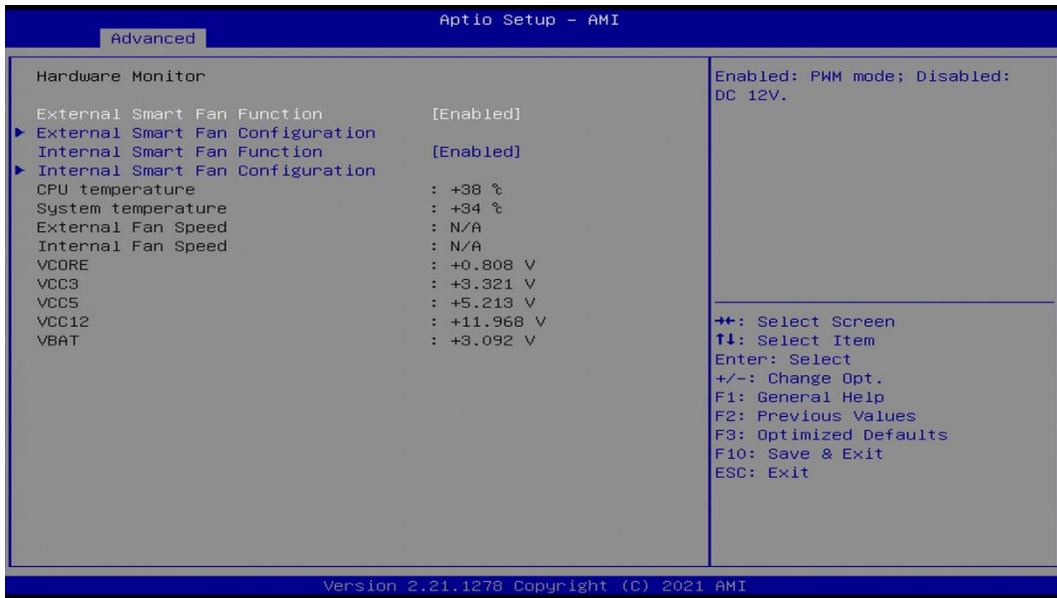 Aptio Setup - AMI
Advanced
Hardware Monitor
External Smart Fan Function [Enabled]
► External Smart Fan Configuration
Internal Smart Fan Function [Enabled]
► Internal Smart Fan Configuration
CPU temperature : +38 ℃
System temperature : +34 ℃
External Fan Speed : N/A
Internal Fan Speed : N/A
VCORE : +0.808 V
VCC3 : +3.321 V
VCC5 : +5.213 V
VCC12 : +11.968 V
VBAT : +3.092 V
Enabled: PWM mode; Disabled:
DC 12V.
→←: Select Screen
↑↓: Select Item
Enter: Select
+/-: Change Opt.
F1: General Help
F2: Previous Values
F3: Optimized Defaults
F10: Save & Exit
ESC: Exit
Version 2.21.1278 Copyright (C) 2021 AMI